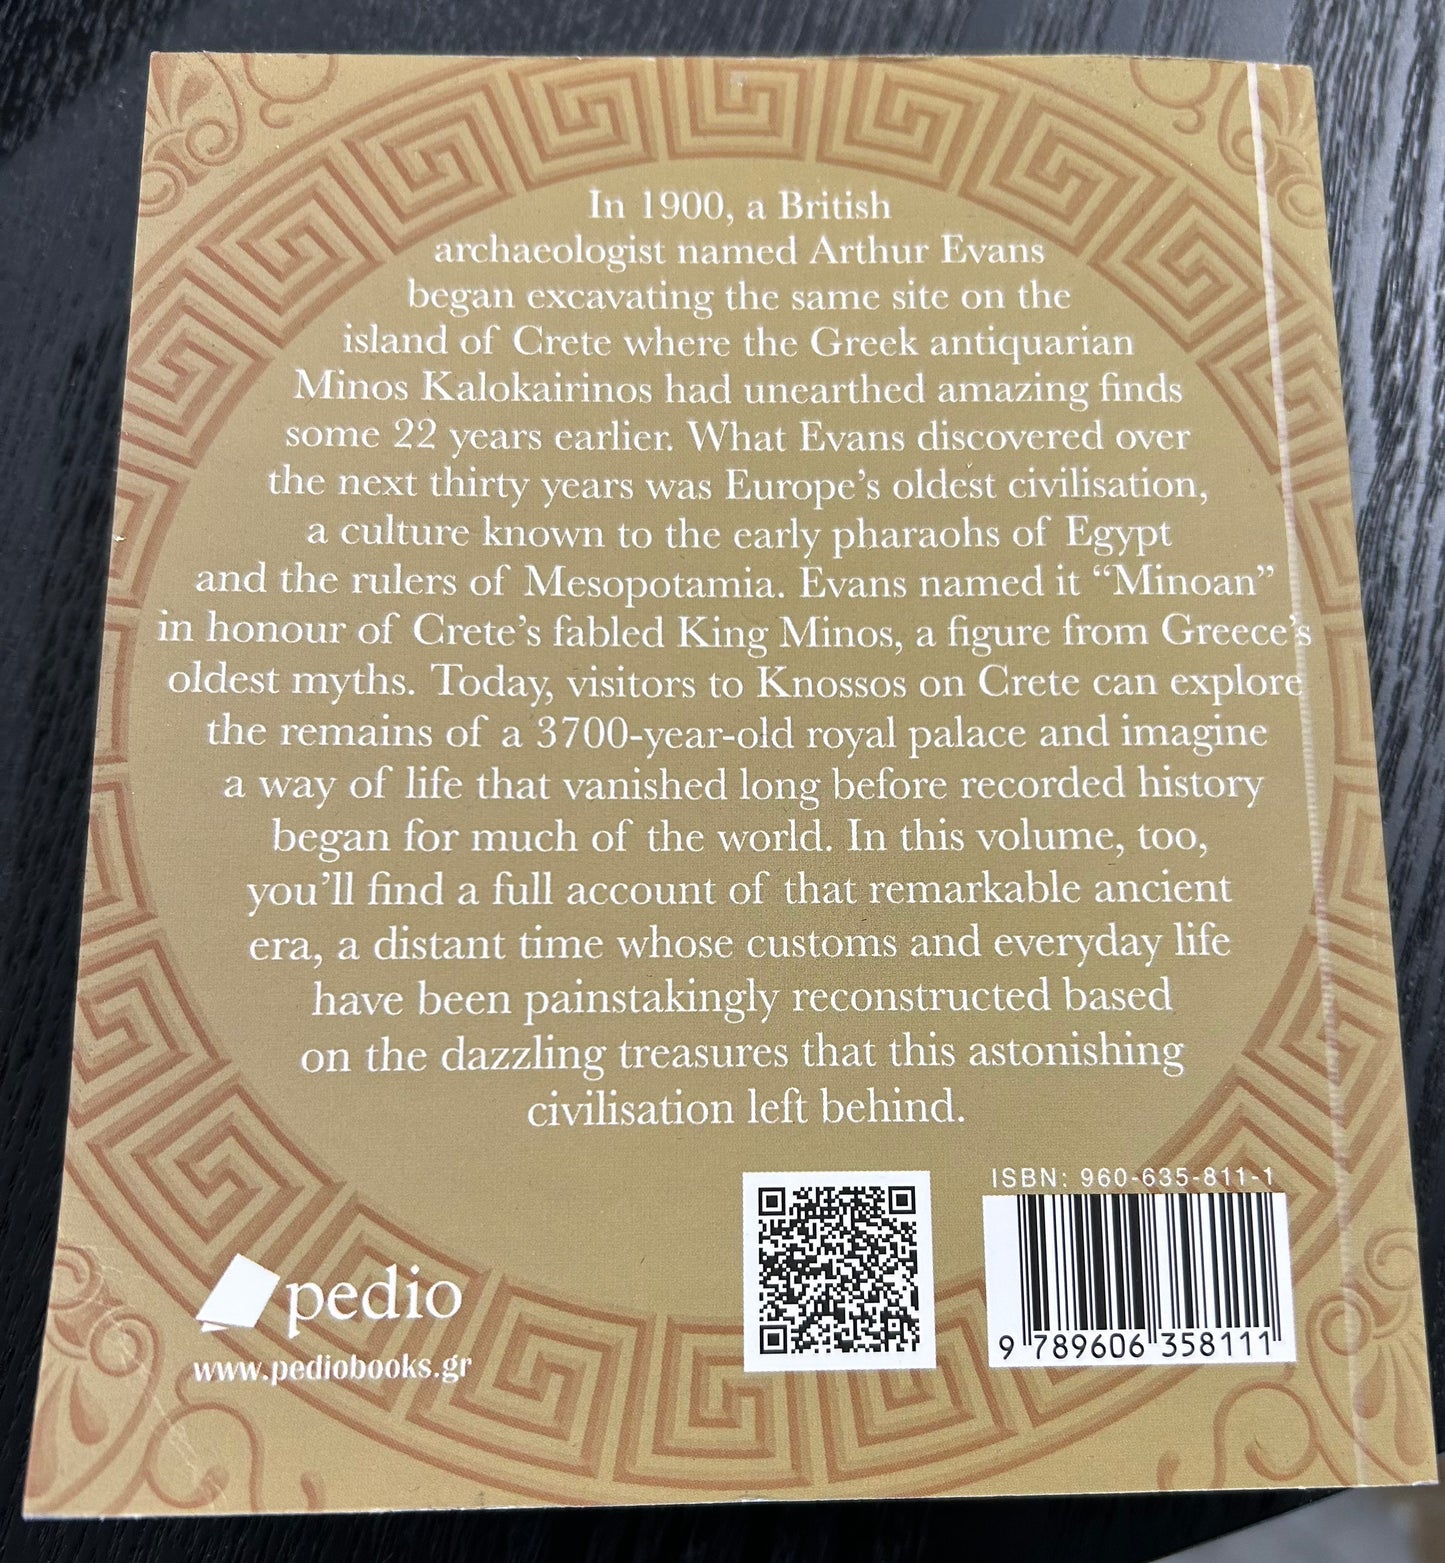 In 1900, a British
archaeologist named Arthur Evans
began excavating the same site on the
island of Crete where the Greek antiquarian
Minos Kalokairinos had unearthed amazing finds
some 22 years earlier. What Evans discovered over
the next thirty years was Europe's oldest civilisation,
a culture known to the early pharaohs of Egypt
and the rulers of Mesopotamia. Evans named it “Minoan”
in honour of Crete's fabled King Minos, a figure from Greece's
oldest myths. Today, visitors to Knossos on Crete can explore
the remains of a 3700-year-old royal palace and imagine
a way of life that vanished long before recorded history
began for much of the world. In this volume, too,
you'll find a full account of that remarkable ancient
era, a distant time whose customs and everyday life
have been painstakingly reconstructed based
on the dazzling treasures that this astonishing
civilisation left behind.
pedio
www.pediobooks.gr
ISBN: 960-635-811-1
9 789606 358111